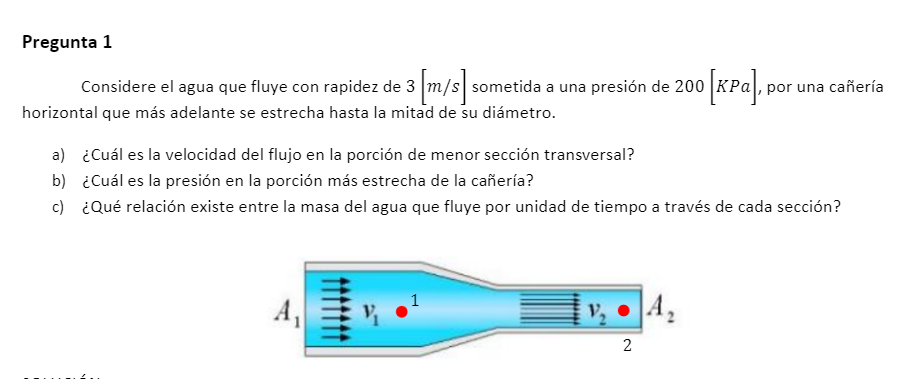 Pregunta 1
Considere el agua que fluye con rapidez de 3 [m/s] sometida a una presión de 200 [KPa], por una cañería
horizontal que más adelante se estrecha hasta la mitad de su diámetro.
a) ¿Cuál es la velocidad del flujo en la porción de menor sección transversal?
b) ¿Cuál es la presión en la porción más estrecha de la cañería?
c) ¿Qué relación existe entre la masa del agua que fluye por unidad de tiempo a través de cada sección?
A₁ v₁ 1 v₂ A₂
2